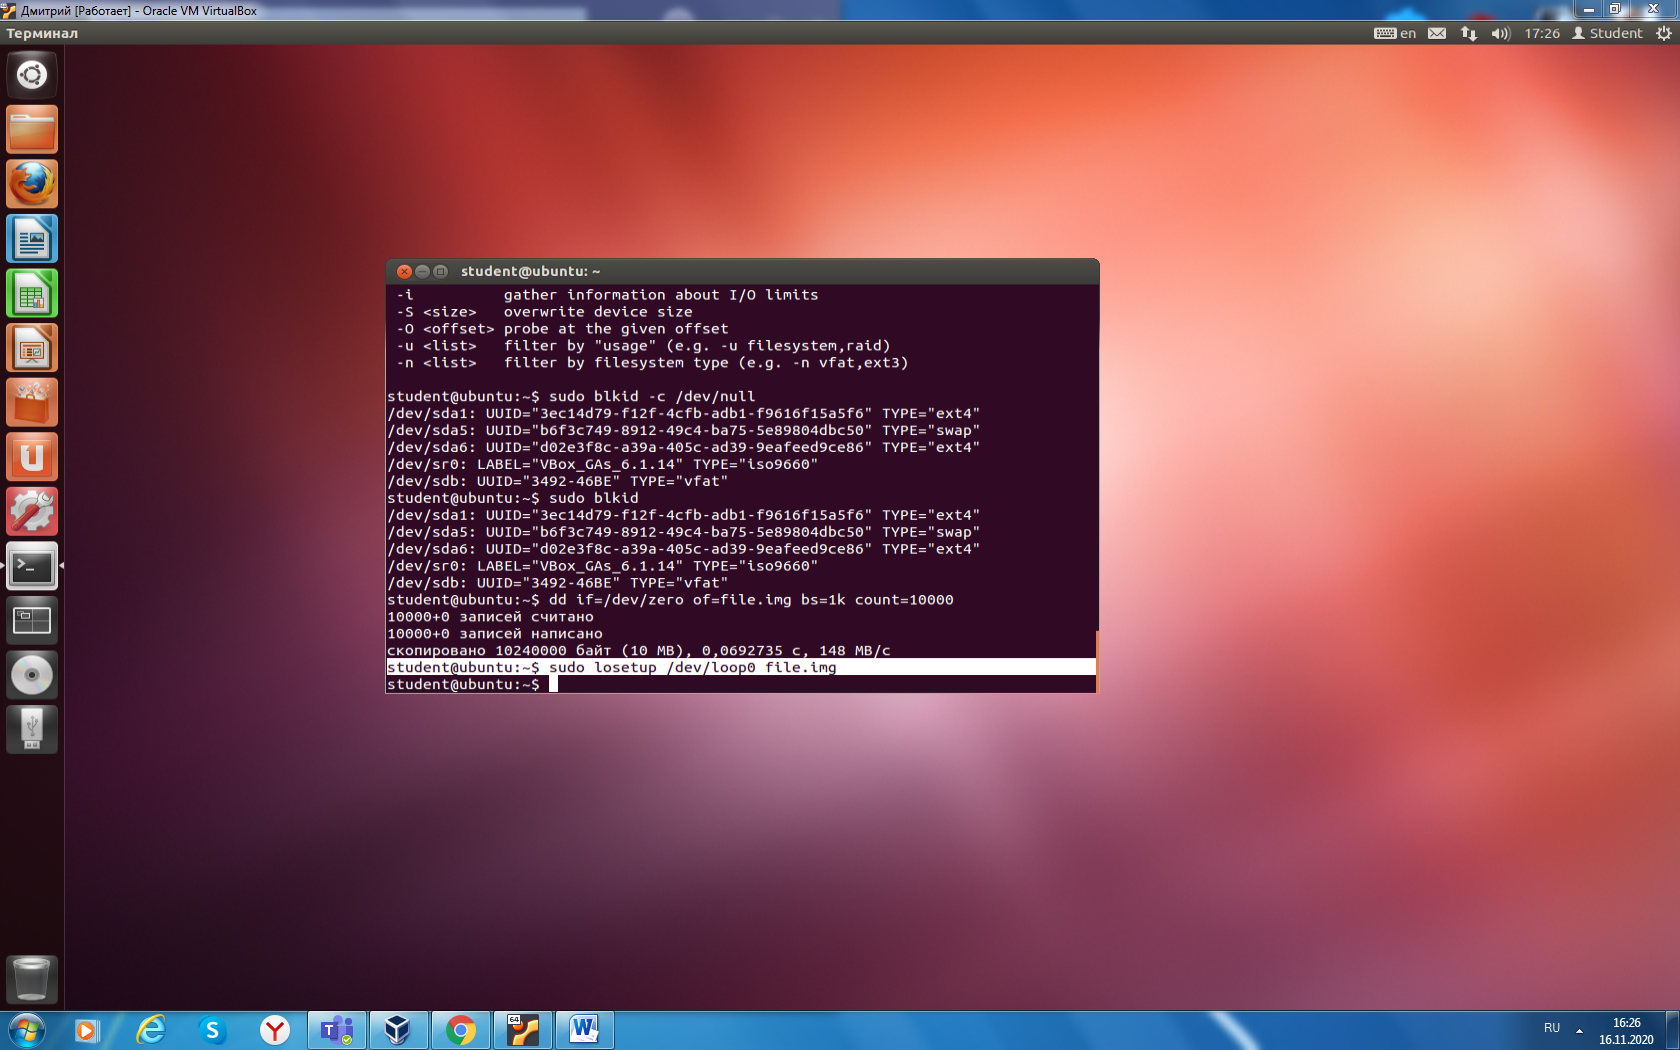 Дмитрий [Работает] - Oracle VM VirtualBox
Терминал
en
17:26
Student
student@ubuntu: ~
-i gather information about I/O limits
-S <size> overwrite device size
-O <offset> probe at the given offset
-u <list> filter by "usage" (e.g. -u filesystem,raid)
-n <list> filter by filesystem type (e.g. -n vfat,ext3)
student@ubuntu:~$ sudo blkid -c /dev/null
/dev/sda1: UUID="3ec14d79-f12f-4cfb-adb1-f9616f15a5f6" TYPE="ext4"
/dev/sda5: UUID="b6f3c749-8912-49c4-ba75-5e89804dbc50" TYPE="swap"
/dev/sda6: UUID="d02e3f8c-a39a-405c-ad39-9eafeed9ce86" TYPE="ext4"
/dev/sr0: LABEL="VBox_GAs_6.1.14" TYPE="iso9660"
/dev/sdb: UUID="3492-46BE" TYPE="vfat"
student@ubuntu:~$ sudo blkid
/dev/sda1: UUID="3ec14d79-f12f-4cfb-adb1-f9616f15a5f6" TYPE="ext4"
/dev/sda5: UUID="b6f3c749-8912-49c4-ba75-5e89804dbc50" TYPE="swap"
/dev/sda6: UUID="d02e3f8c-a39a-405c-ad39-9eafeed9ce86" TYPE="ext4"
/dev/sr0: LABEL="VBox_GAs_6.1.14" TYPE="iso9660"
/dev/sdb: UUID="3492-46BE" TYPE="vfat"
student@ubuntu:~$ dd if=/dev/zero of=file.img bs=1k count=10000
10000+0 записей считано
10000+0 записей написано
скопировано 10240000 байт (10 MB), 0,0692735 c, 148 MB/c
student@ubuntu:~$ sudo losetup /dev/loop0 file.img
student@ubuntu:~$
64
RU
16:26
16.11.2020